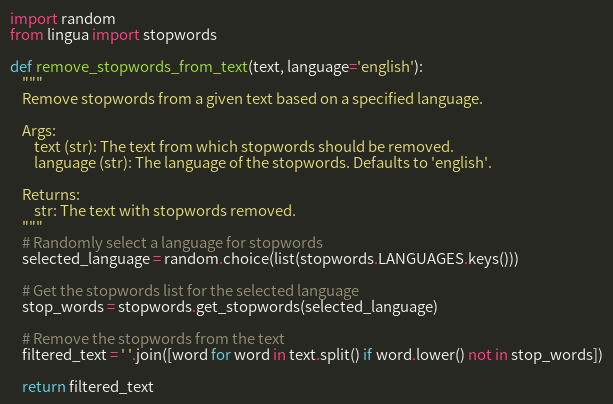 import random
from lingua import stopwords

def remove_stopwords_from_text(text, language='english'):
    """
    Remove stopwords from a given text based on a specified language.

    Args:
        text (str): The text from which stopwords should be removed.
        language (str): The language of the stopwords. Defaults to 'english'.

    Returns:
        str: The text with stopwords removed.
    """
    # Randomly select a language for stopwords
    selected_language = random.choice(list(stopwords.LANGUAGES.keys()))

    # Get the stopwords list for the selected language
    stop_words = stopwords.get_stopwords(selected_language)

    # Remove the stopwords from the text
    filtered_text = ' '.join([word for word in text.split() if word.lower() not in stop_words])

    return filtered_text